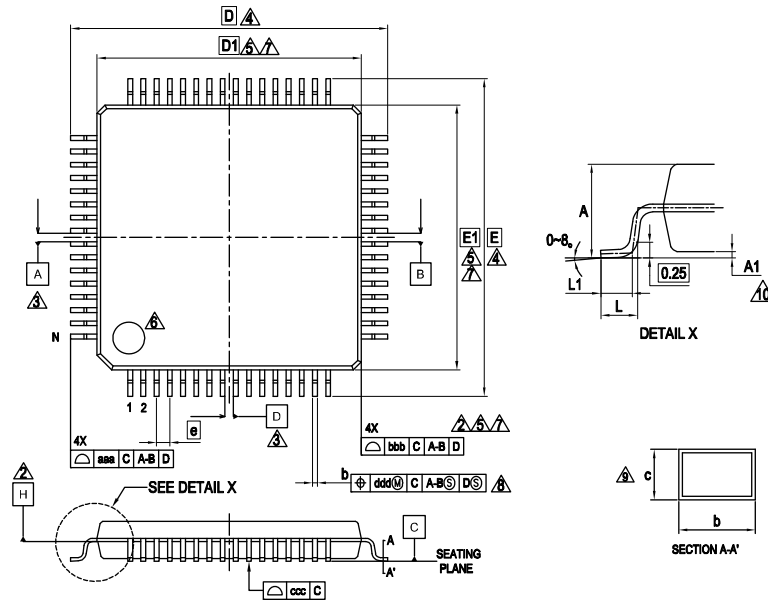 D 4
D1 5 7
A
3
B
E1 E
5 4
7
6
N
1 2
e
D
3
4X
aaa C A-B D
4X
2 5 7
bbb C A-B D
b
ddd Ⓜ C A-B Ⓢ D Ⓢ 8
A
0~8°
0.25
A1
10
L1
L
DETAIL X
2
H
SEE DETAIL X
C
A
A'
SEATING
PLANE
ccc C
9 c
b
SECTION A-A'